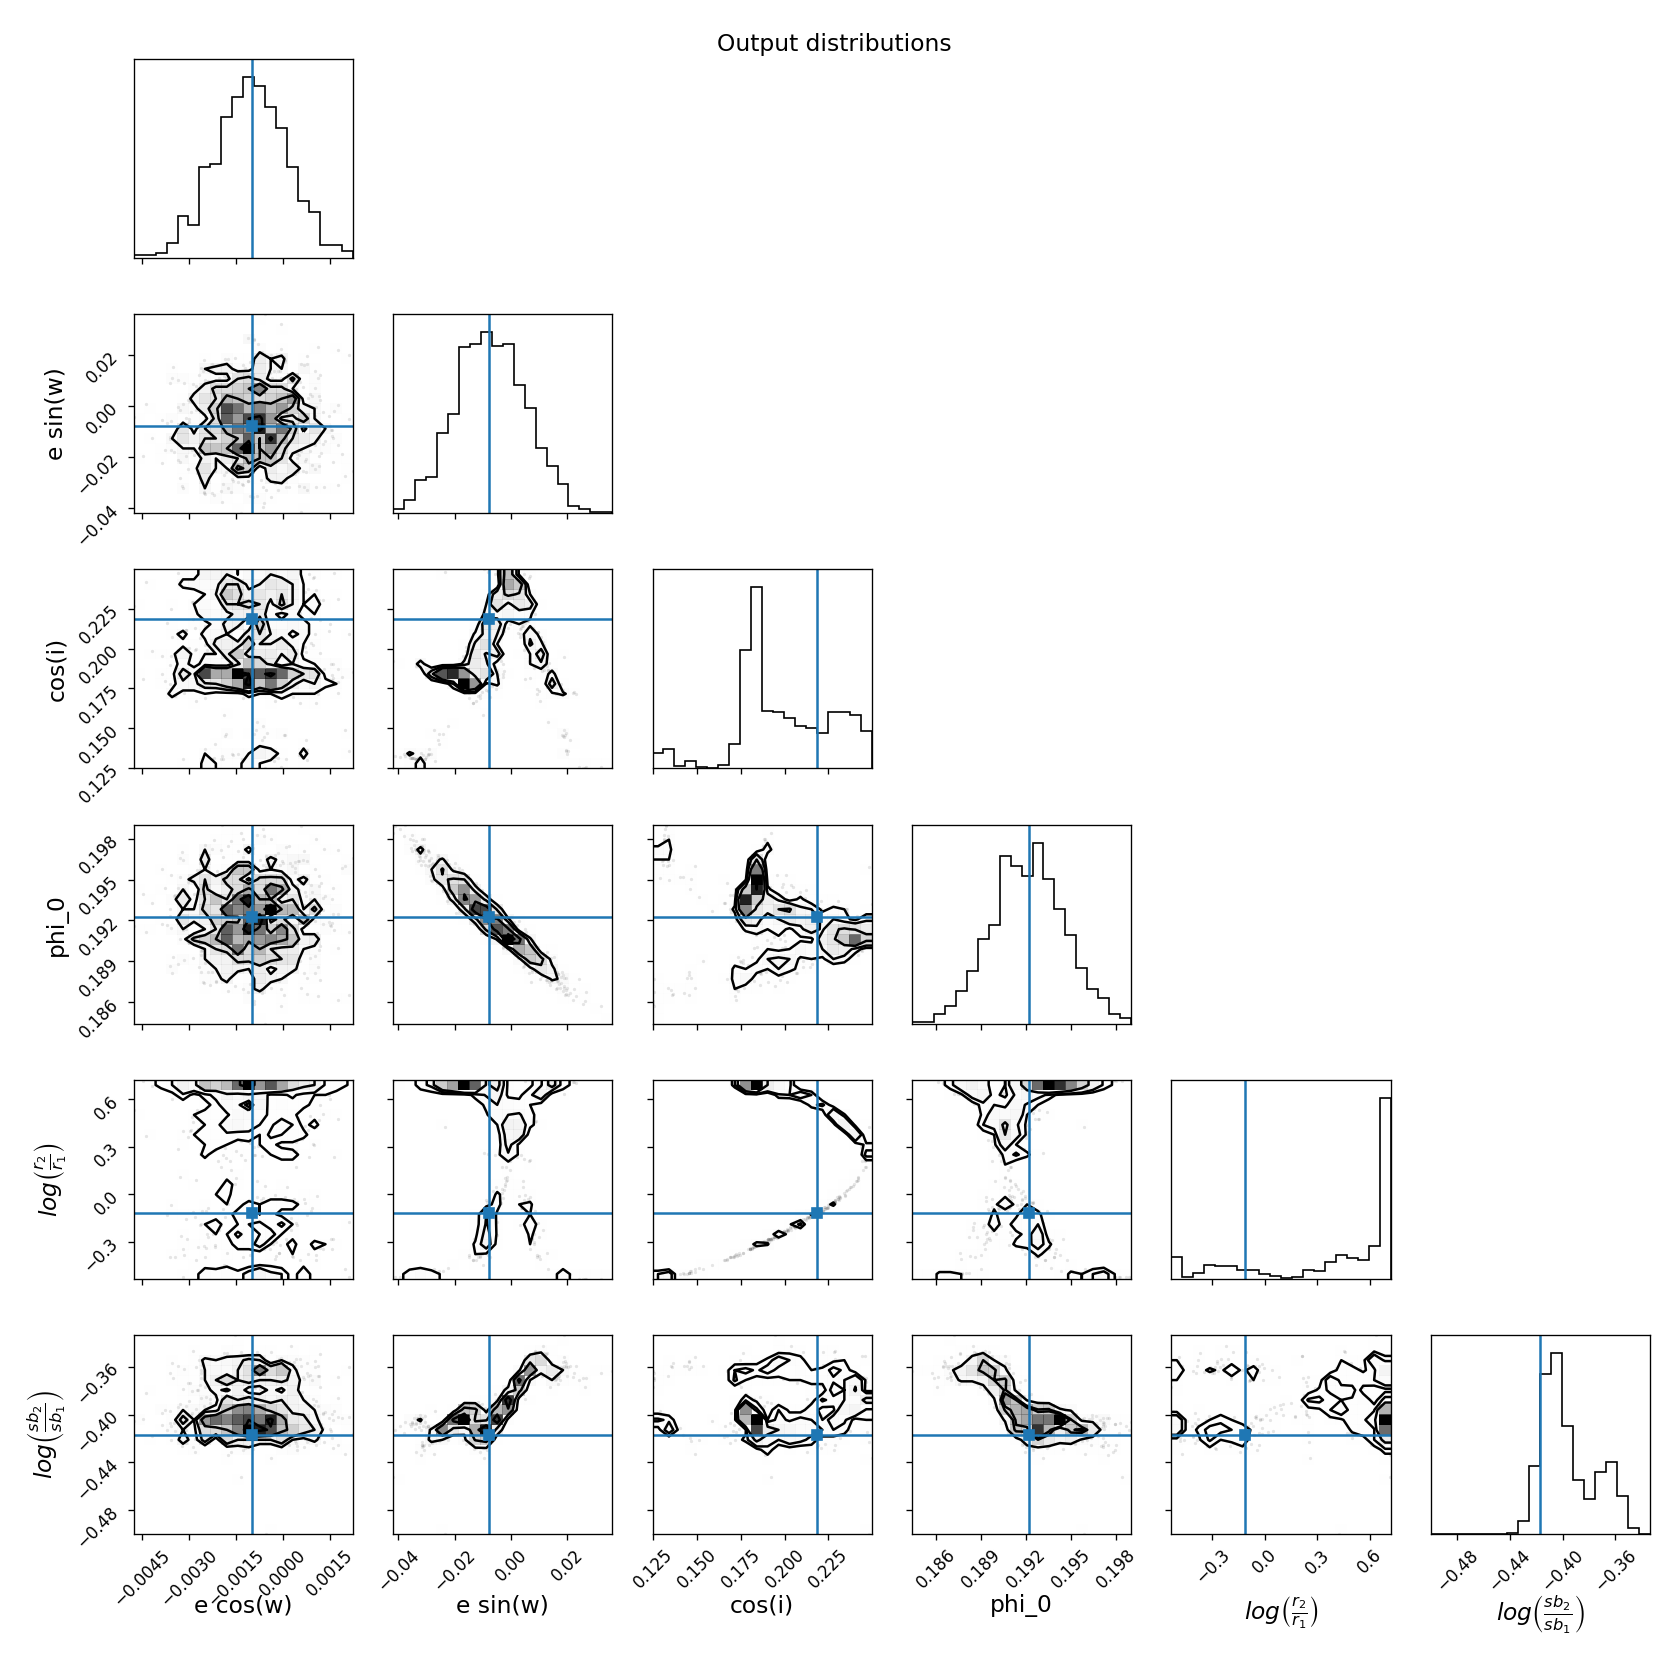 Output distributions
0.02
0.00
−0.02
−0.04
e sin(w)
0.225
0.200
0.175
0.150
0.125
cos(i)
0.198
0.195
0.192
0.189
0.186
phi_0
0.6
0.3
0.0
−0.3
log(r₂/r₁)
−0.36
−0.40
−0.44
−0.48
log(sb₂/sb₁)
−0.0045 −0.0030 −0.0015 −0.0000 0.0015
−0.04 −0.02 0.00 0.02
0.125 0.150 0.175 0.200 0.225
0.186 0.189 0.192 0.195 0.198
−0.3 0.0 0.3 0.6
−0.48 −0.44 −0.40 −0.36
e cos(w) e sin(w) cos(i) phi_0 log(r₂/r₁) log(sb₂/sb₁)